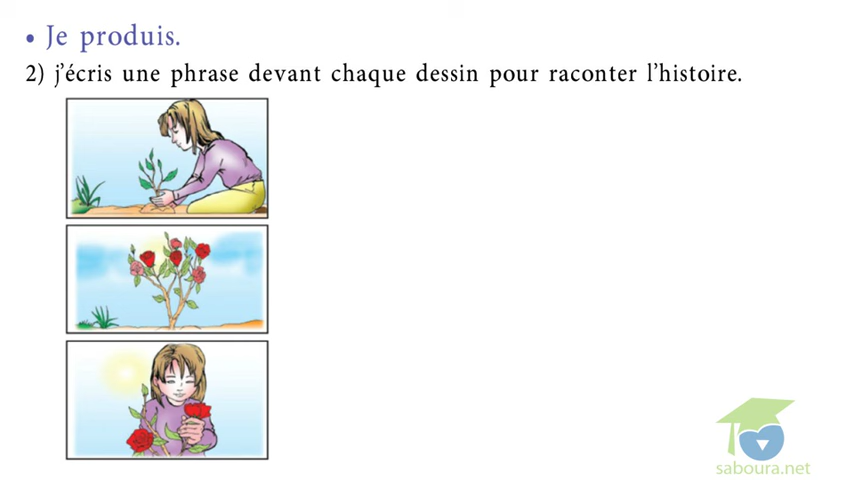 • Je produis.
2) j'écris une phrase devant chaque dessin pour raconter l'histoire.
saboura.net